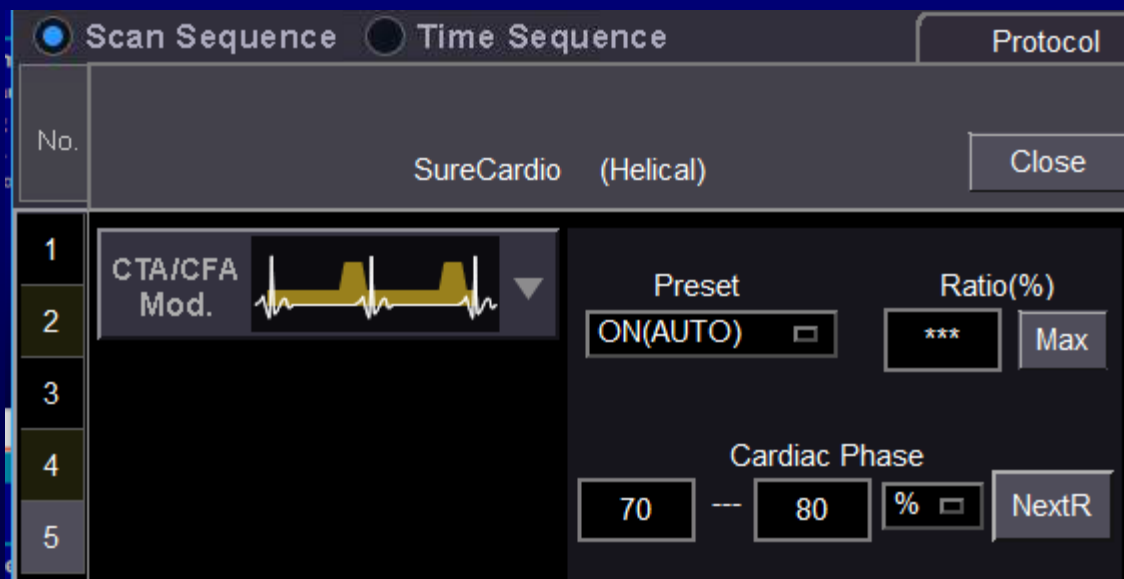 Scan Sequence Time Sequence Protocol
No.
SureCardio (Helical) Close
1
CTA/CFA
Mod.
Preset Ratio(%)
2
ON(AUTO) *** Max
3
4
Cardiac Phase
5
70 --- 80 % NextR